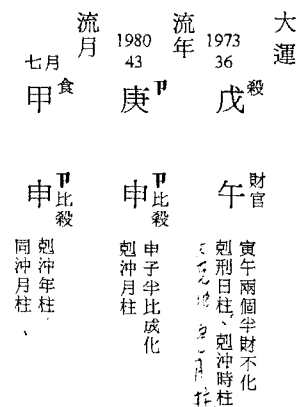 大運
1973
36
戊殺
午財官
寅午兩個半財不化
剋刑日柱、剋沖時柱
流年
1980
43
庚卩
申卩比殺
申子半比成化
剋沖月柱
流月
七月
甲食
申卩比殺
剋沖年柱、
同沖月柱、